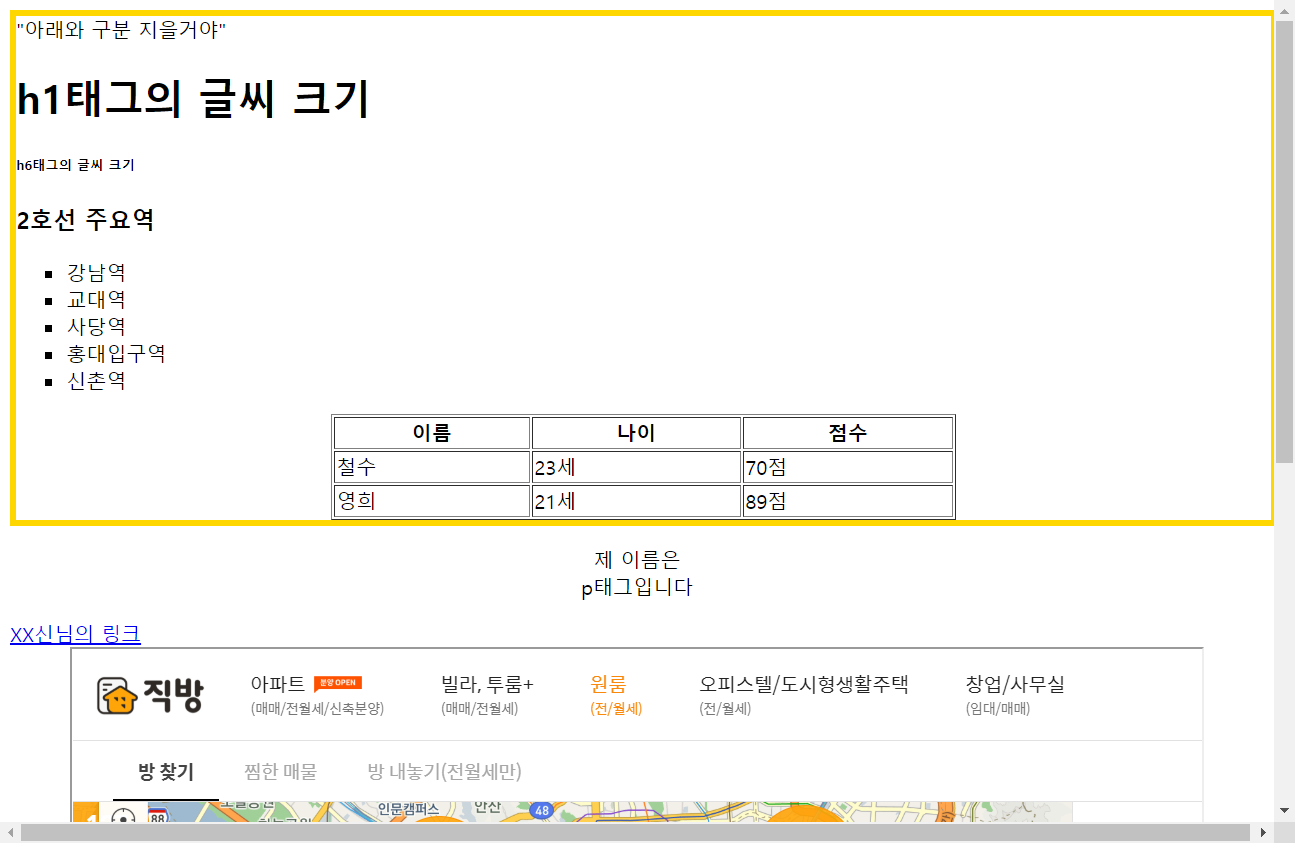 "아래와 구분 지을거야"
h1태그의 글씨 크기
h6태그의 글씨 크기
2호선 주요역
강남역
교대역
사당역
홍대입구역
신촌역
이름 나이 점수
철수 23세 70점
영희 21세 89점
제 이름은
p태그입니다
XX신님의 링크
직방 아파트 분양 OPEN 빌라, 투룸+ 원룸 오피스텔/도시형생활주택 창업/사무실
(매매/전월세/신축분양) (매매/전월세) (전/월세) (전/월세) (임대/매매)
방 찾기 찜한 매물 방 내놓기(전월세만)
88 인문캠퍼스 안산 48